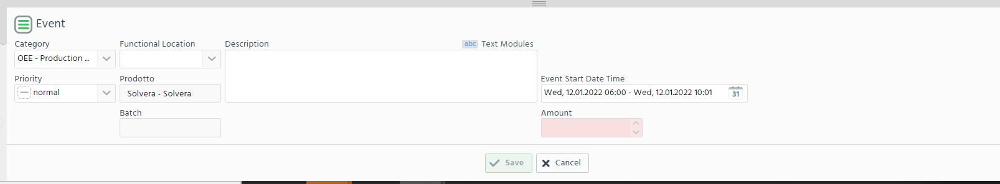 Event
Category
Functional Location
Description
abc Text Modules
OEE - Production ...
Priority
Prodotto
Event Start Date Time
normal
Solvera - Solvera
Wed, 12.01.2022 06:00 - Wed, 12.01.2022 10:01
31
Batch
Amount
Save
Cancel